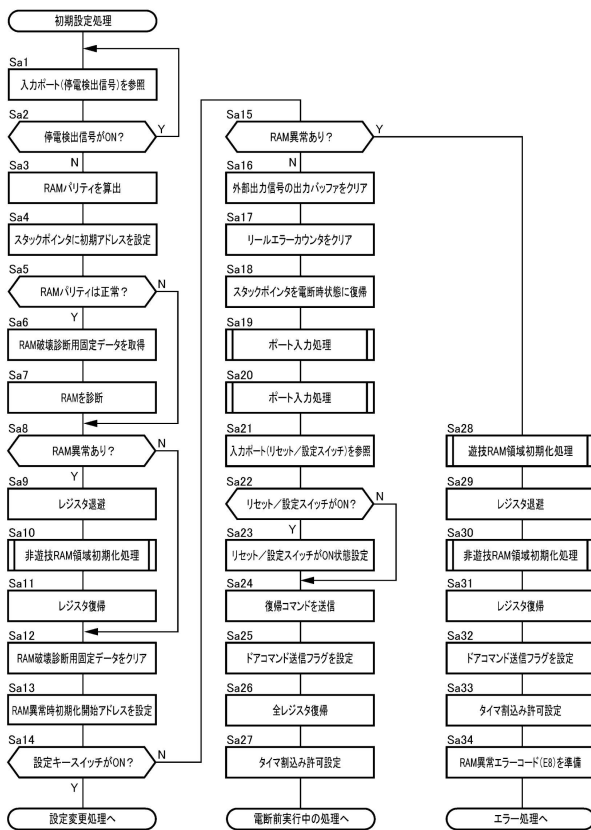 初期設定処理
Sa1
入力ポート(停電検出信号)を参照
Sa2
停電検出信号がON?
Y
N
Sa3
RAMパリティを算出
Sa4
スタックポインタに初期アドレスを設定
Sa5
RAMパリティは正常?
N
Y
Sa6
RAM破壊診断用固定データを取得
Sa7
RAMを診断
Sa8
RAM異常あり?
N
Y
Sa9
レジスタ退避
Sa10
非遊技RAM領域初期化処理
Sa11
レジスタ復帰
Sa12
RAM破壊診断用固定データをクリア
Sa13
RAM異常時初期化開始アドレスを設定
Sa14
設定キースイッチがON?
N
Y
設定変更処理へ
Sa15
RAM異常あり?
Y
N
Sa16
外部出力信号の出力バッファをクリア
Sa17
リールエラーカウンタをクリア
Sa18
スタックポインタを電断時状態に復帰
Sa19
ポート入力処理
Sa20
ポート入力処理
Sa21
入力ポート(リセット/設定スイッチ)を参照
Sa22
リセット/設定スイッチがON?
N
Y
Sa23
リセット/設定スイッチがON状態設定
Sa24
復帰コマンドを送信
Sa25
ドアコマンド送信フラグを設定
Sa26
全レジスタ復帰
Sa27
タイマ割込み許可設定
電断前実行中の処理へ
Sa28
遊技RAM領域初期化処理
Sa29
レジスタ退避
Sa30
非遊技RAM領域初期化処理
Sa31
レジスタ復帰
Sa32
ドアコマンド送信フラグを設定
Sa33
タイマ割込み許可設定
Sa34
RAM異常エラーコード(E8)を準備
エラー処理へ